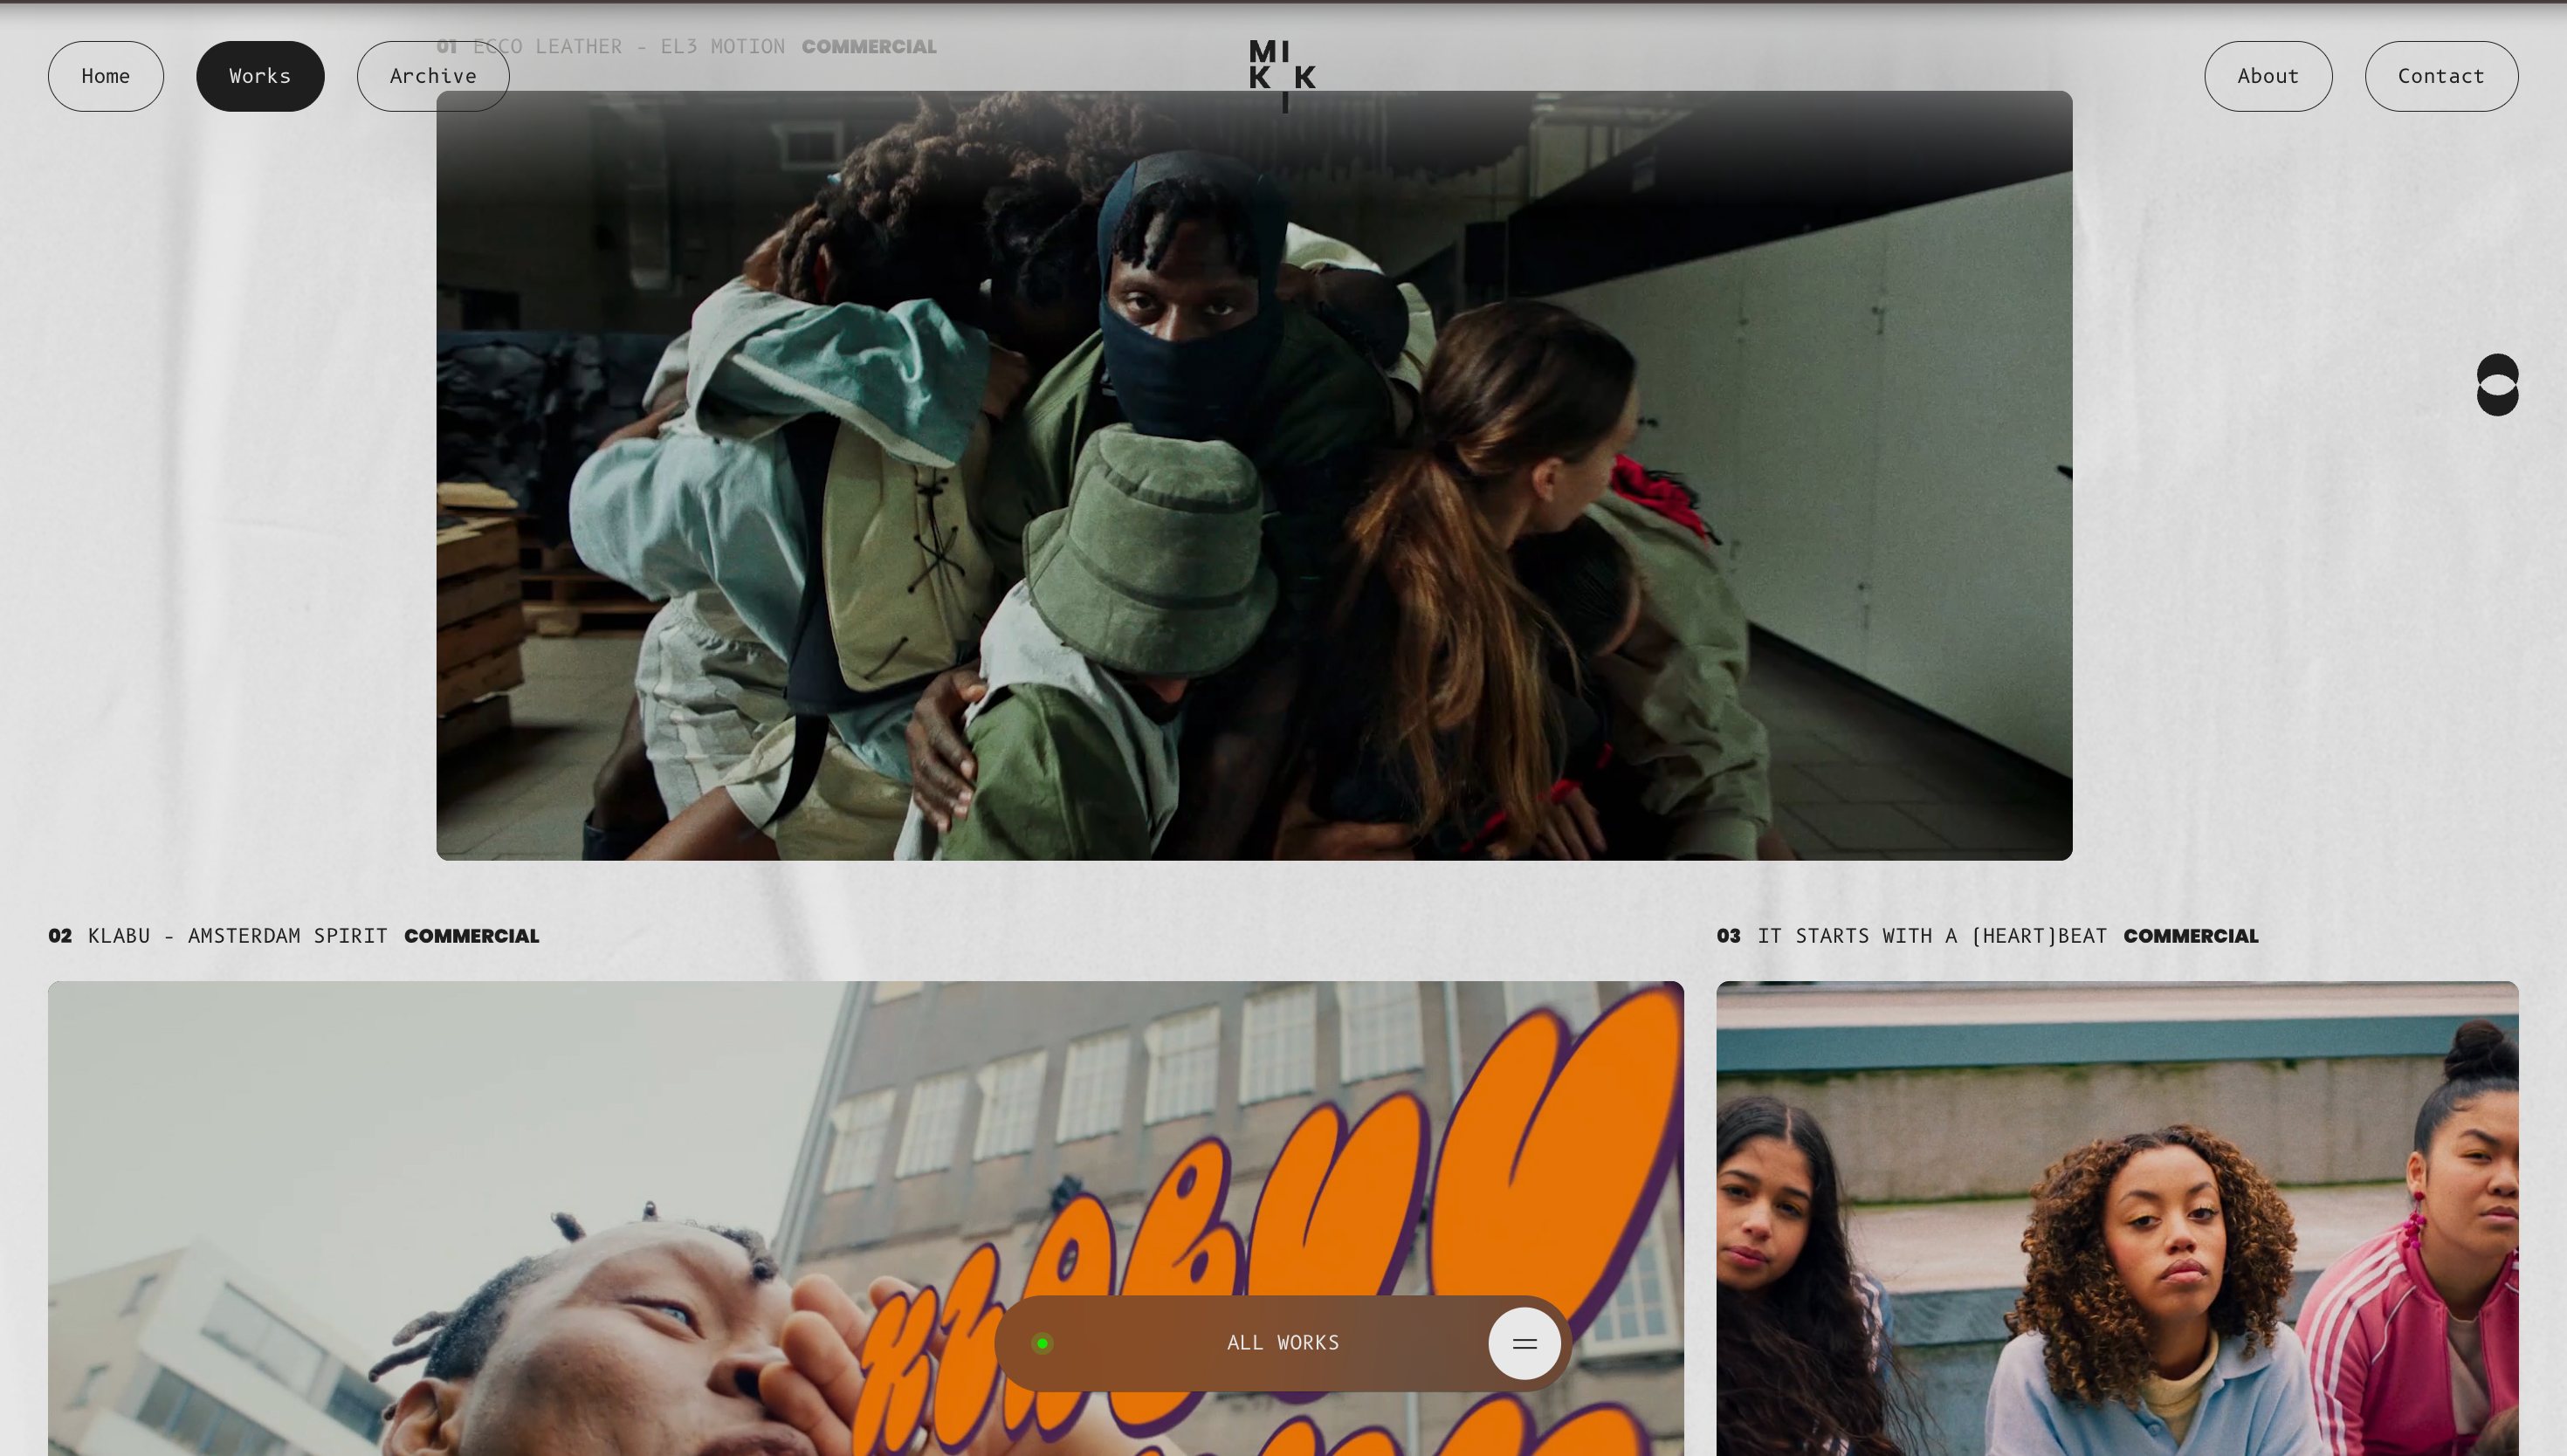 Home
Works
Archive
01 ECCO LEATHER - EL3 MOTION COMMERCIAL
MI
K K
I
About
Contact
02 KLABU - AMSTERDAM SPIRIT COMMERCIAL
03 IT STARTS WITH A [HEART]BEAT COMMERCIAL
KLABUU
ALL WORKS